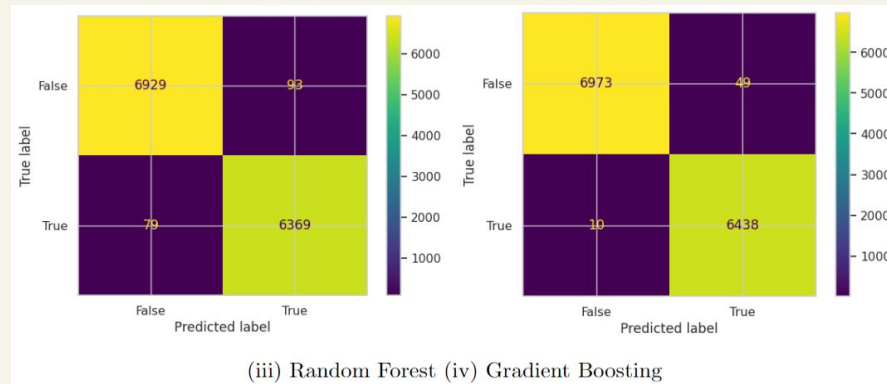 False
True
True label
6929
93
79
6369
False
True
Predicted label
6000
5000
4000
3000
2000
1000
False
True
True label
6973
49
10
6438
False
True
Predicted label
6000
5000
4000
3000
2000
1000
(iii) Random Forest (iv) Gradient Boosting